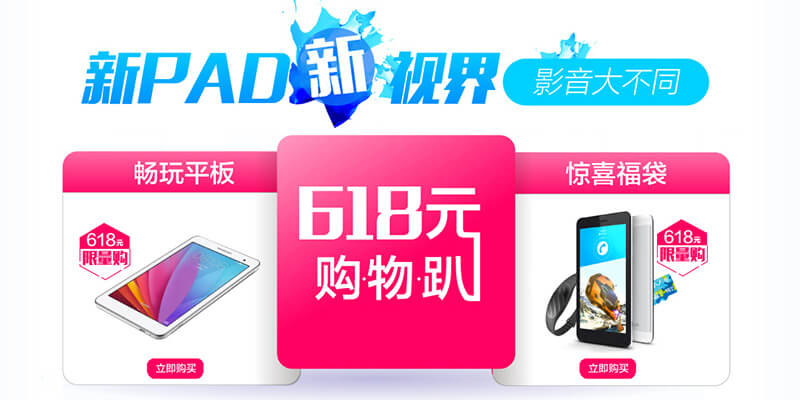 新PAD新视界 影音大不同
畅玩平板
618元
限量购
立即购买
618元
购·物·趴
惊喜福袋
618元
限量购
立即购买